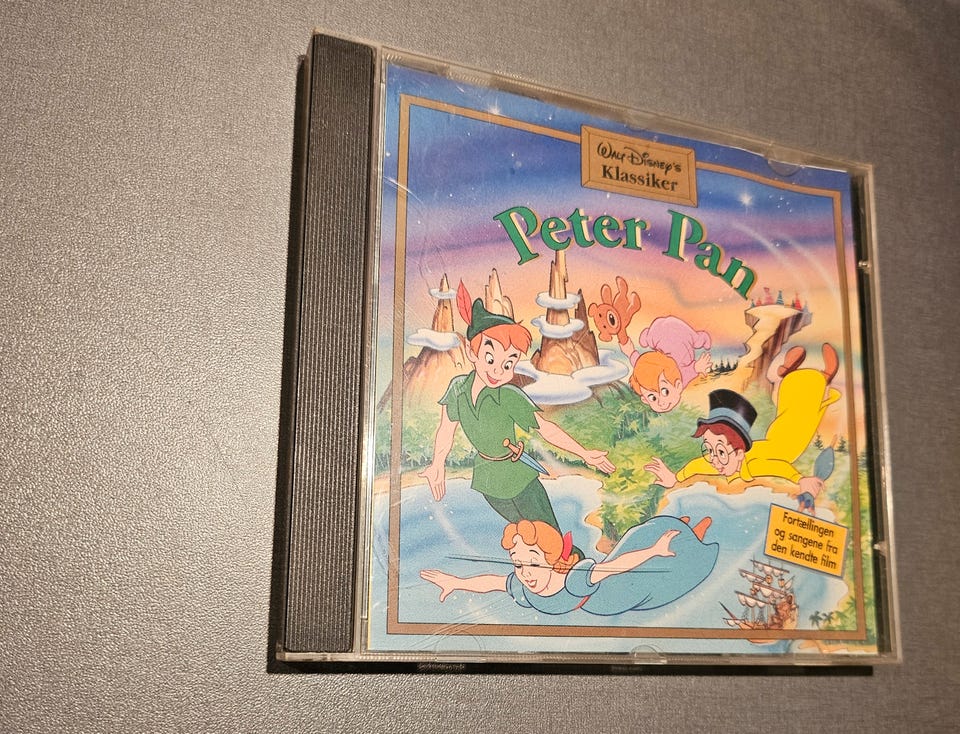 Walt Disney's
Klassiker
Peter Pan
Fortællingen
og sangene fra
den kendte film